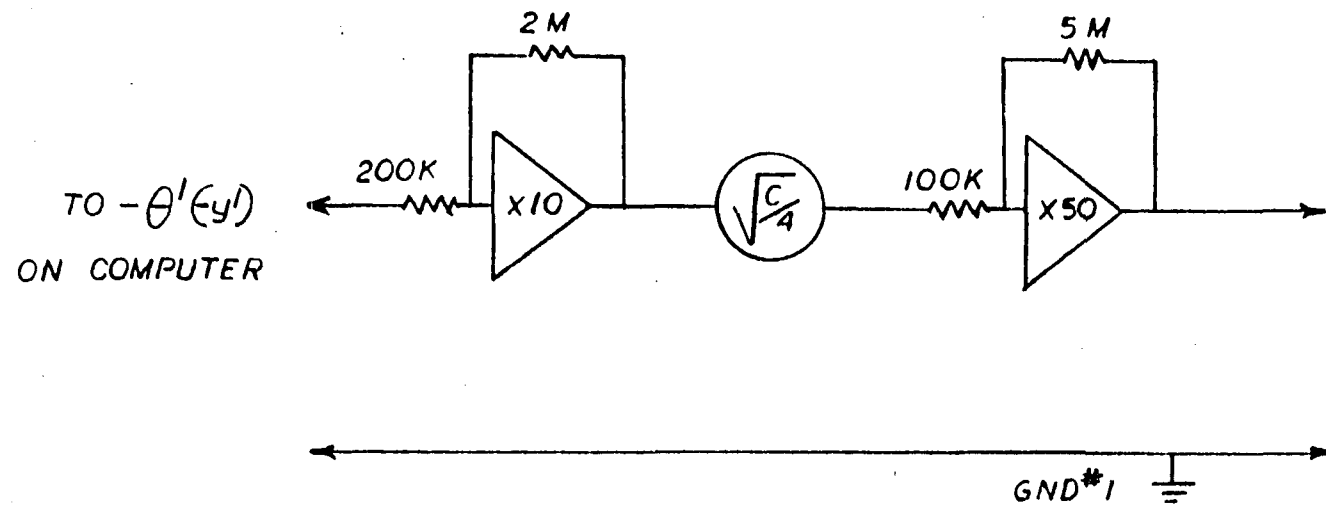 2 M
5 M
200K
100K
TO -θ'(-y')
X10
√C/4
X50
ON COMPUTER
GND#1